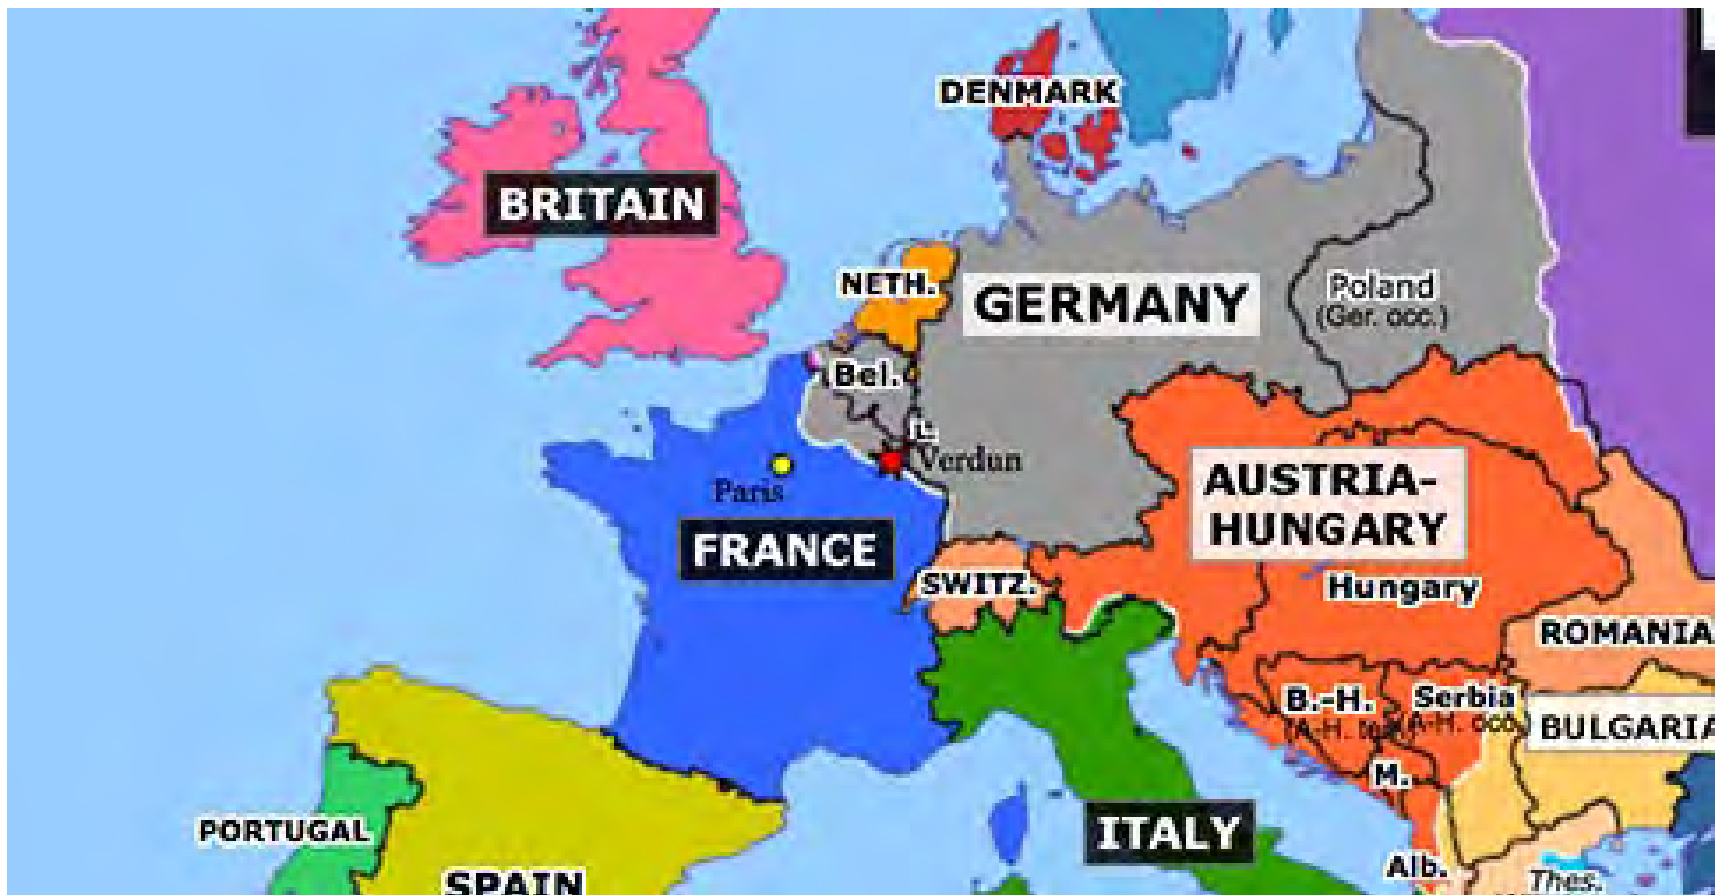 DENMARK
BRITAIN
NETH.
GERMANY
Poland
(Ger. occ.)
(Bel.
Verdun
Paris
AUSTRIA-
HUNGARY
FRANCE
SWITZ.
Hungary
ROMANIA
B.-H.
Serbia
(A-H. occ.)
BULGARIA
M.
PORTUGAL
ITALY
Alb.
SPAIN
Thes.